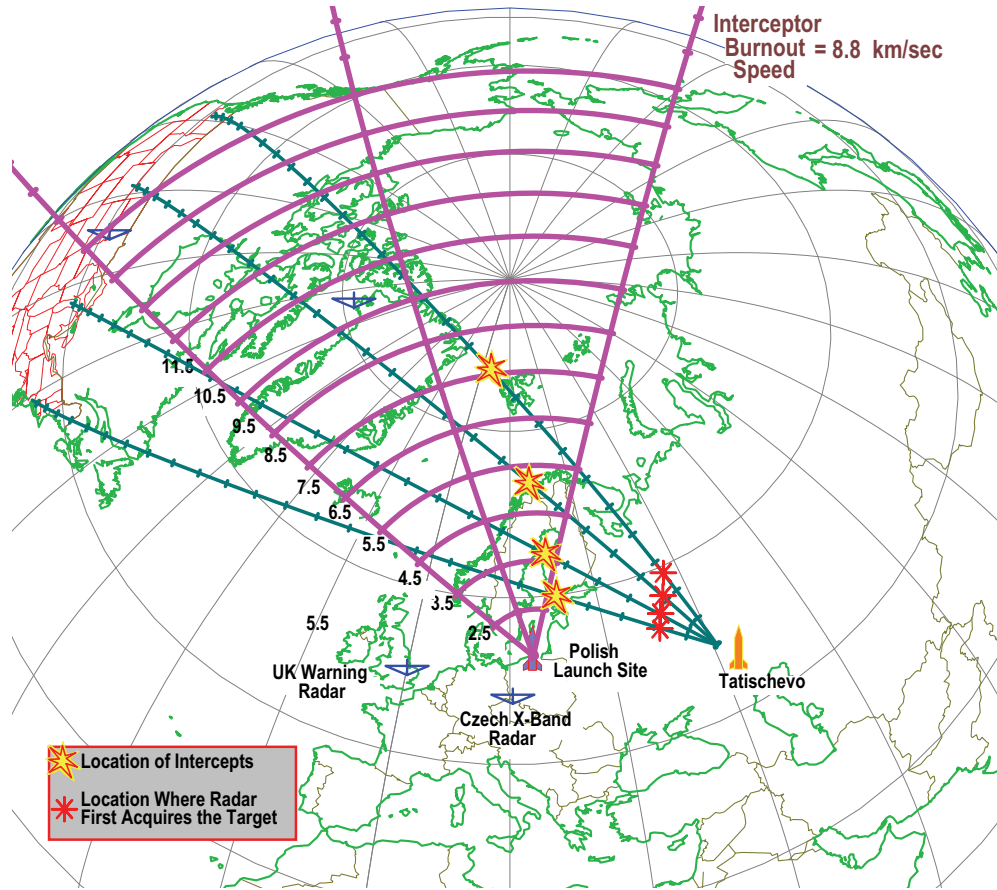 Interceptor
Burnout = 8.8 km/sec
Speed
11.5
10.5
9.5
8.5
7.5
6.5
5.5
4.5
3.5
2.5
5.5
UK Warning
Radar
Polish
Launch Site
Tatischevo
Czech X-Band
Radar
Location of Intercepts
Location Where Radar
First Acquires the Target